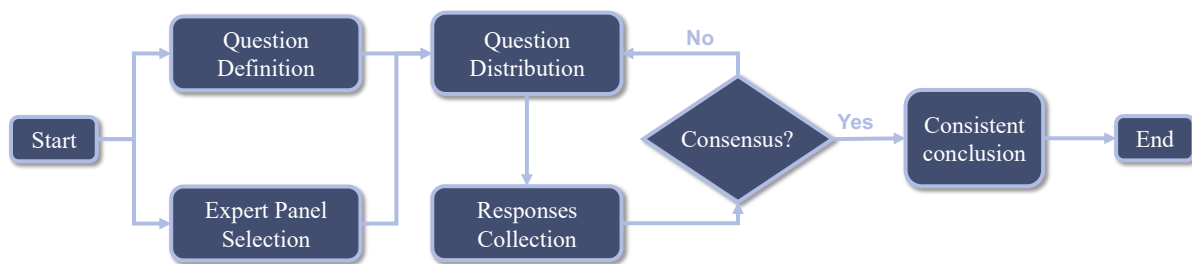 Start
Question
Definition
Expert Panel
Selection
Question
Distribution
Responses
Collection
Consensus?
No
Yes
Consistent
conclusion
End